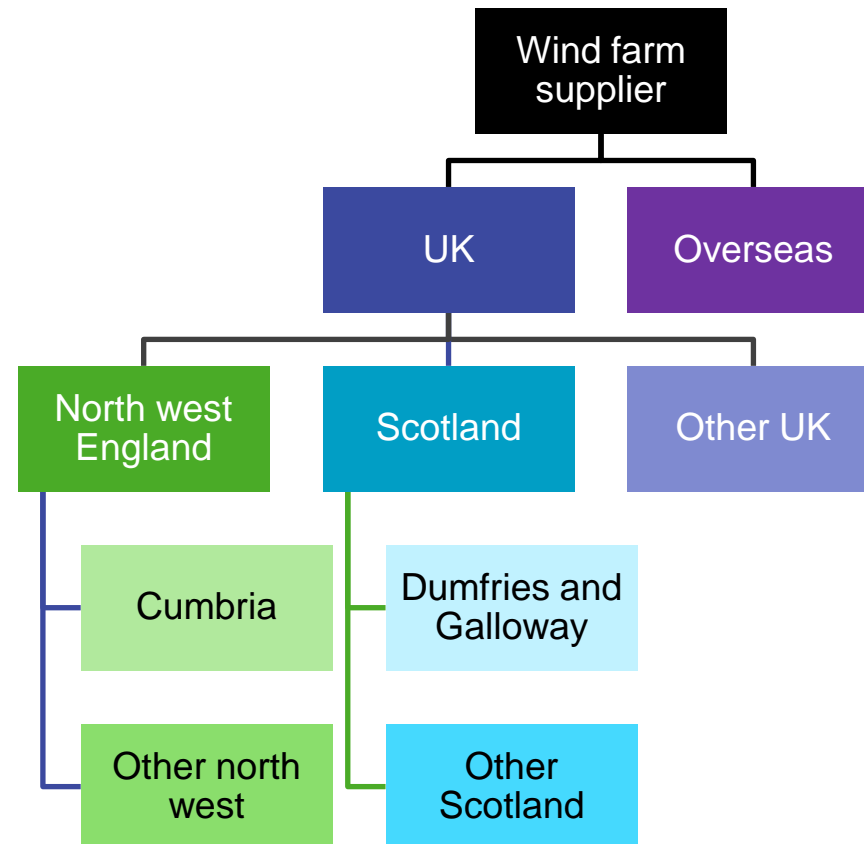 Wind farm
supplier
UK
Overseas
North west
England
Scotland
Other UK
Cumbria
Dumfries and
Galloway
Other north
west
Other
Scotland